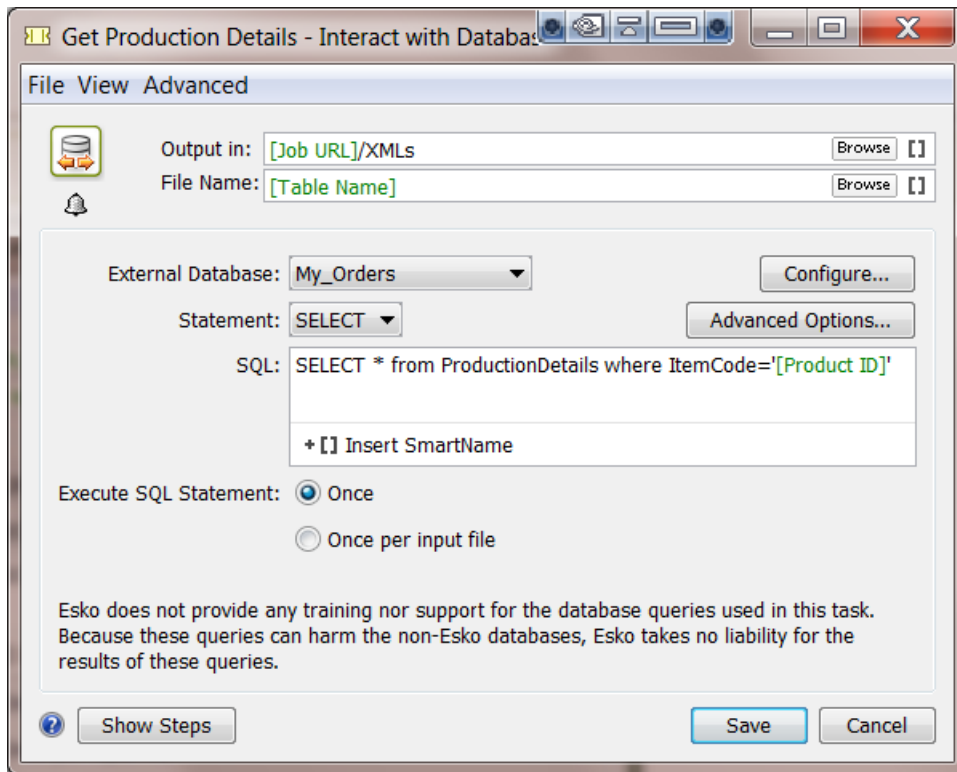 Get Production Details - Interact with Databas
File View Advanced
Output in: [Job URL]/XMLs Browse []
File Name: [Table Name] Browse []
External Database: My_Orders Configure...
Statement: SELECT Advanced Options...
SQL: SELECT * from ProductionDetails where ItemCode='[Product ID]'
+ [] Insert SmartName
Execute SQL Statement: Once
Once per input file
Esko does not provide any training nor support for the database queries used in this task.
Because these queries can harm the non-Esko databases, Esko takes no liability for the
results of these queries.
? Show Steps Save Cancel